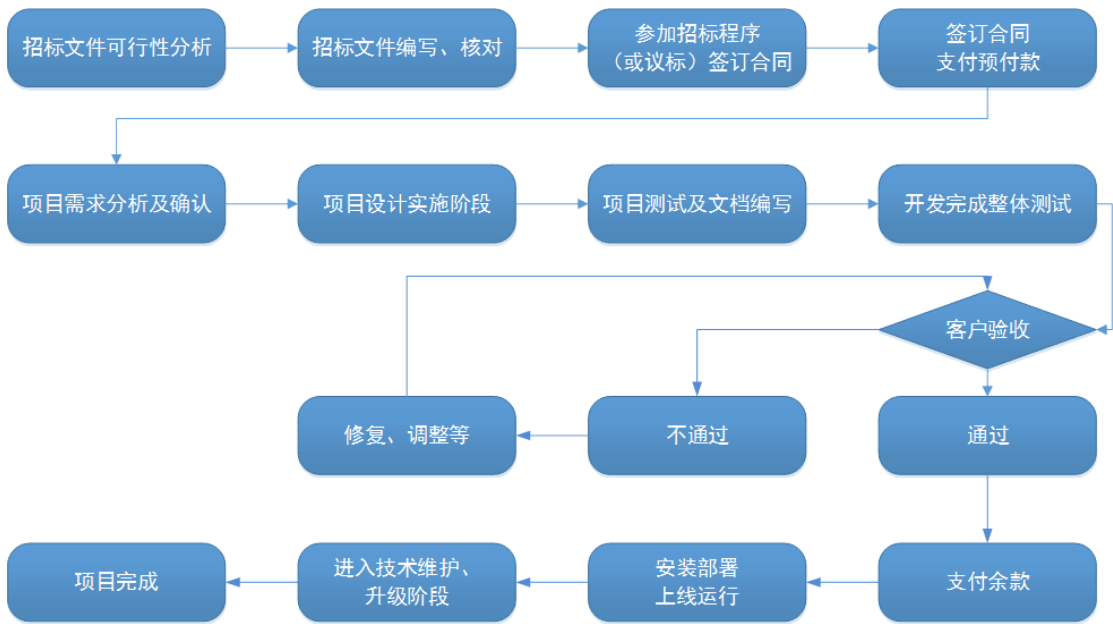 招标文件可行性分析
招标文件编写、核对
参加招标程序
（或议标）签订合同
签订合同
支付预付款
项目需求分析及确认
项目设计实施阶段
项目测试及文档编写
开发完成整体测试
客户验收
修复、调整等
不通过
通过
项目完成
进入技术维护、
升级阶段
安装部署
上线运行
支付余款